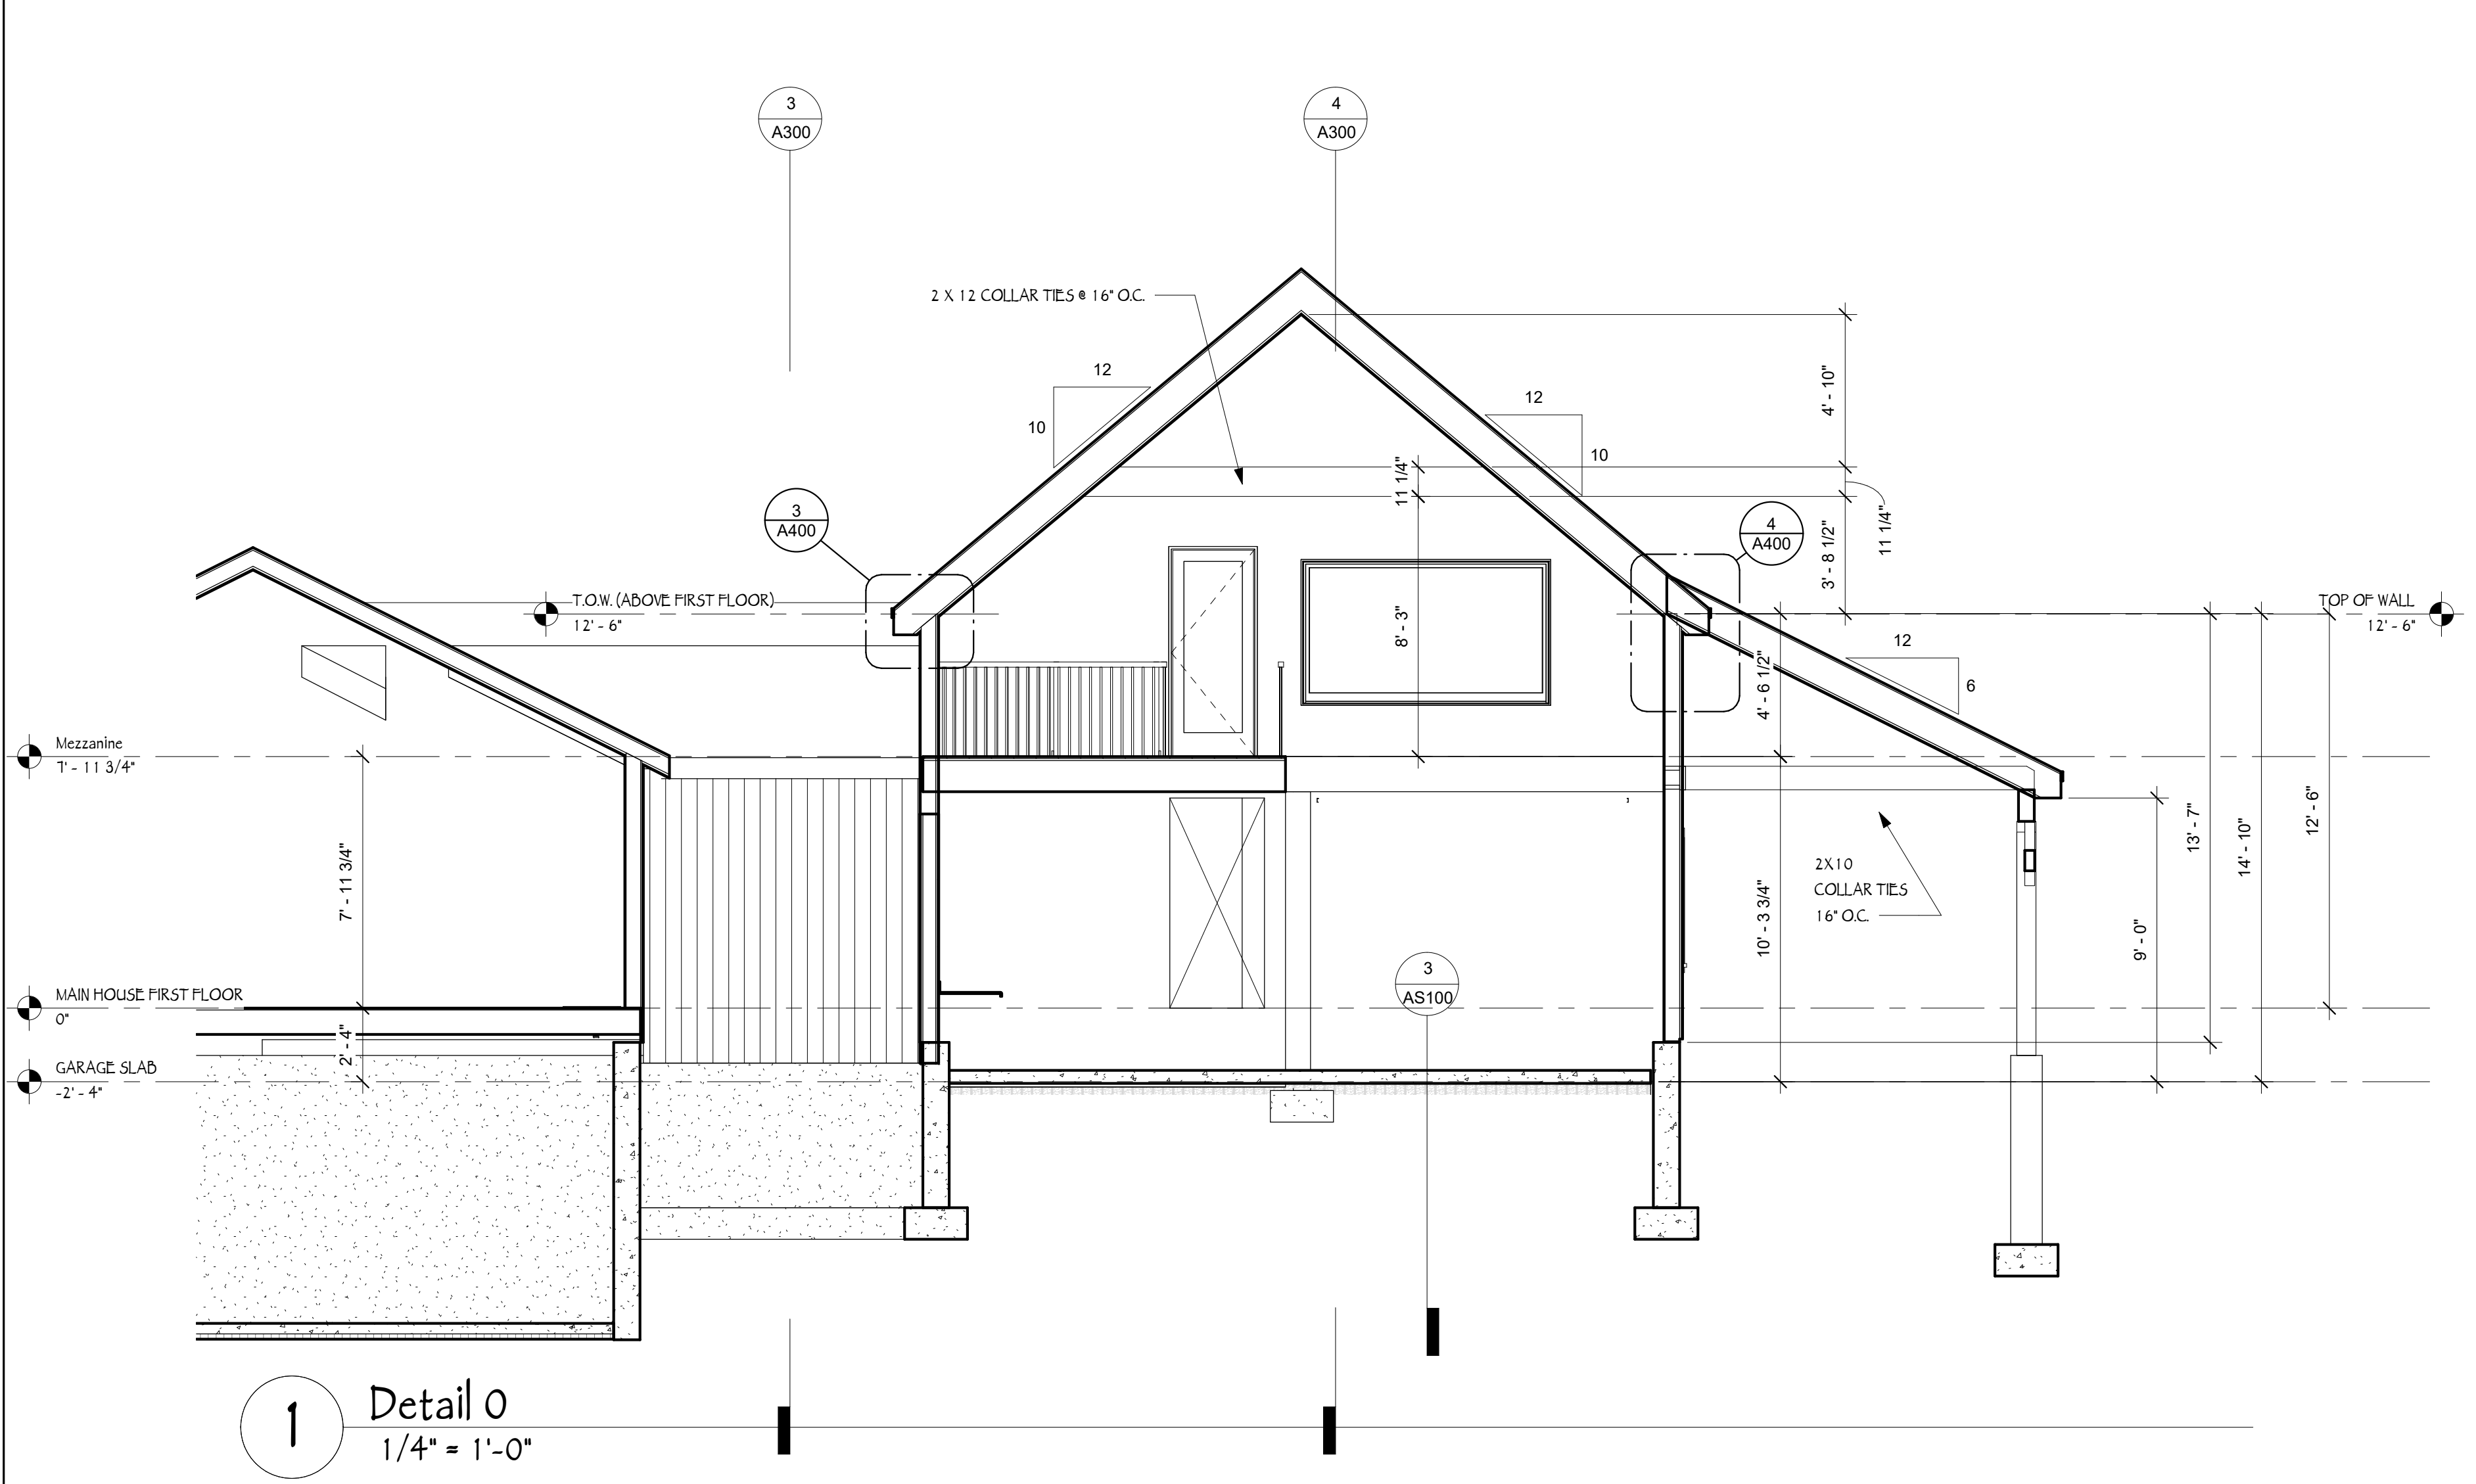 3
A300
4
A300
2 X 12 COLLAR TIES @ 16" O.C.
12
10
12
10
4' - 10"
11 1/4"
11 1/4"
3' - 8 1/2"
3
A400
4
A400
T.O.W. (ABOVE FIRST FLOOR)
12' - 6"
TOP OF WALL
12' - 6"
8' - 3"
12
6
4' - 6 1/2"
Mezzanine
7' - 11 3/4"
7' - 11 3/4"
2X10
COLLAR TIES
16" O.C.
10' - 3 3/4"
9' - 0"
13' - 7"
14' - 10"
12' - 6"
3
AS100
MAIN HOUSE FIRST FLOOR
0"
2' - 4"
GARAGE SLAB
-2' - 4"
1
Detail 0
1/4" = 1'-0"